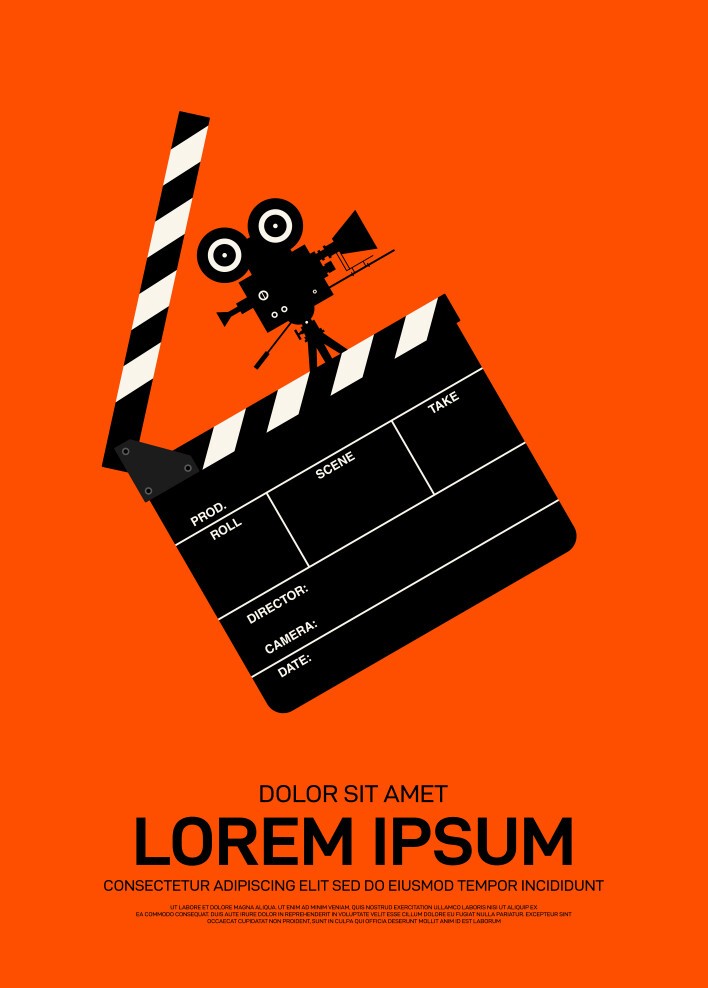 PROD.
ROLL
SCENE
TAKE
DIRECTOR:
CAMERA:
DATE:
DOLOR SIT AMET
LOREM IPSUM
CONSECTETUR ADIPISCING ELIT SED DO EIUSMOD TEMPOR INCIDIDUNT
UT LABORE ET DOLORE MAGNA ALIQUA. UT ENIM AD MINIM VENIAM, QUIS NOSTRUD EXERCITATION ULLAMCO LABORIS NISI UT ALIQUIP EX
EA COMMODO CONSEQUAT. DUIS AUTE IRURE DOLOR IN REPREHENDERIT IN VOLUPTATE VELIT ESSE CILLUM DOLORE EU FUGIAT NULLA PARIATUR. EXCEPTEUR SINT
OCCAECAT CUPIDATAT NON PROIDENT, SUNT IN CULPA QUI OFFICIA DESERUNT MOLLIT ANIM ID EST LABORUM